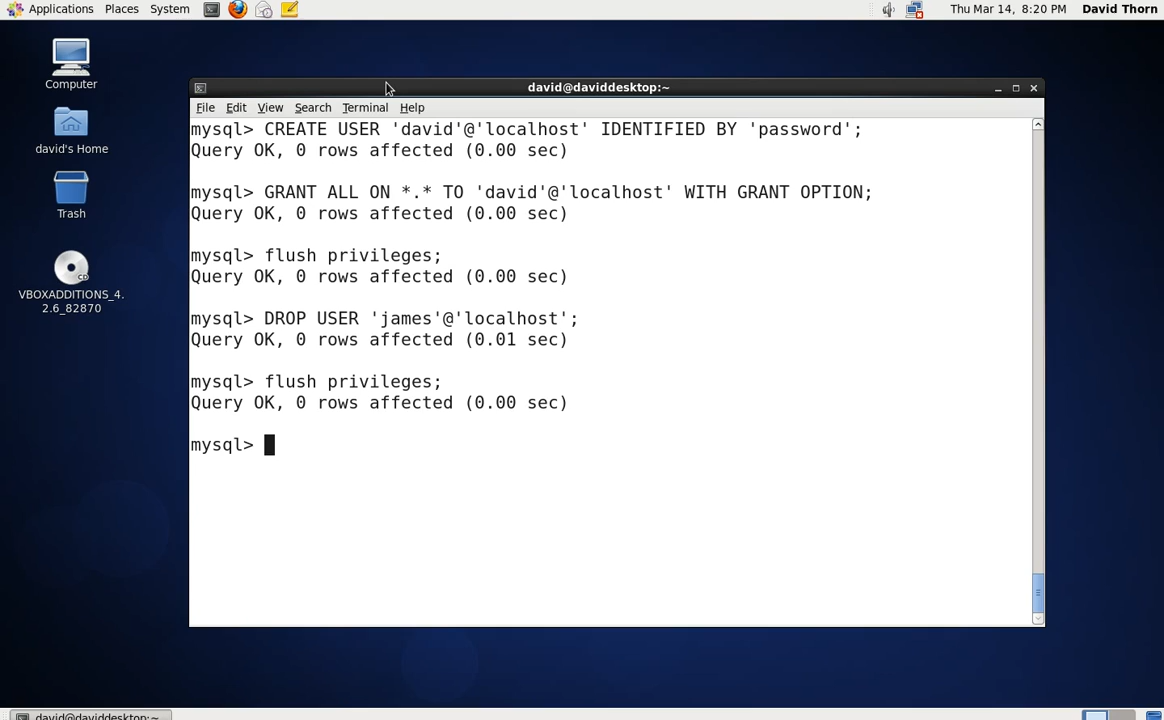 Applications Places System
Thu Mar 14, 8:20 PM David Thorn
Computer
david's Home
Trash
VBOXADDITIONS_4.
2.6_82870
david@daviddesktop:~
File Edit View Search Terminal Help
mysql> CREATE USER 'david'@'localhost' IDENTIFIED BY 'password';
Query OK, 0 rows affected (0.00 sec)
mysql> GRANT ALL ON *.* TO 'david'@'localhost' WITH GRANT OPTION;
Query OK, 0 rows affected (0.00 sec)
mysql> flush privileges;
Query OK, 0 rows affected (0.00 sec)
mysql> DROP USER 'james'@'localhost';
Query OK, 0 rows affected (0.01 sec)
mysql> flush privileges;
Query OK, 0 rows affected (0.00 sec)
mysql>
david@daviddesktop:~